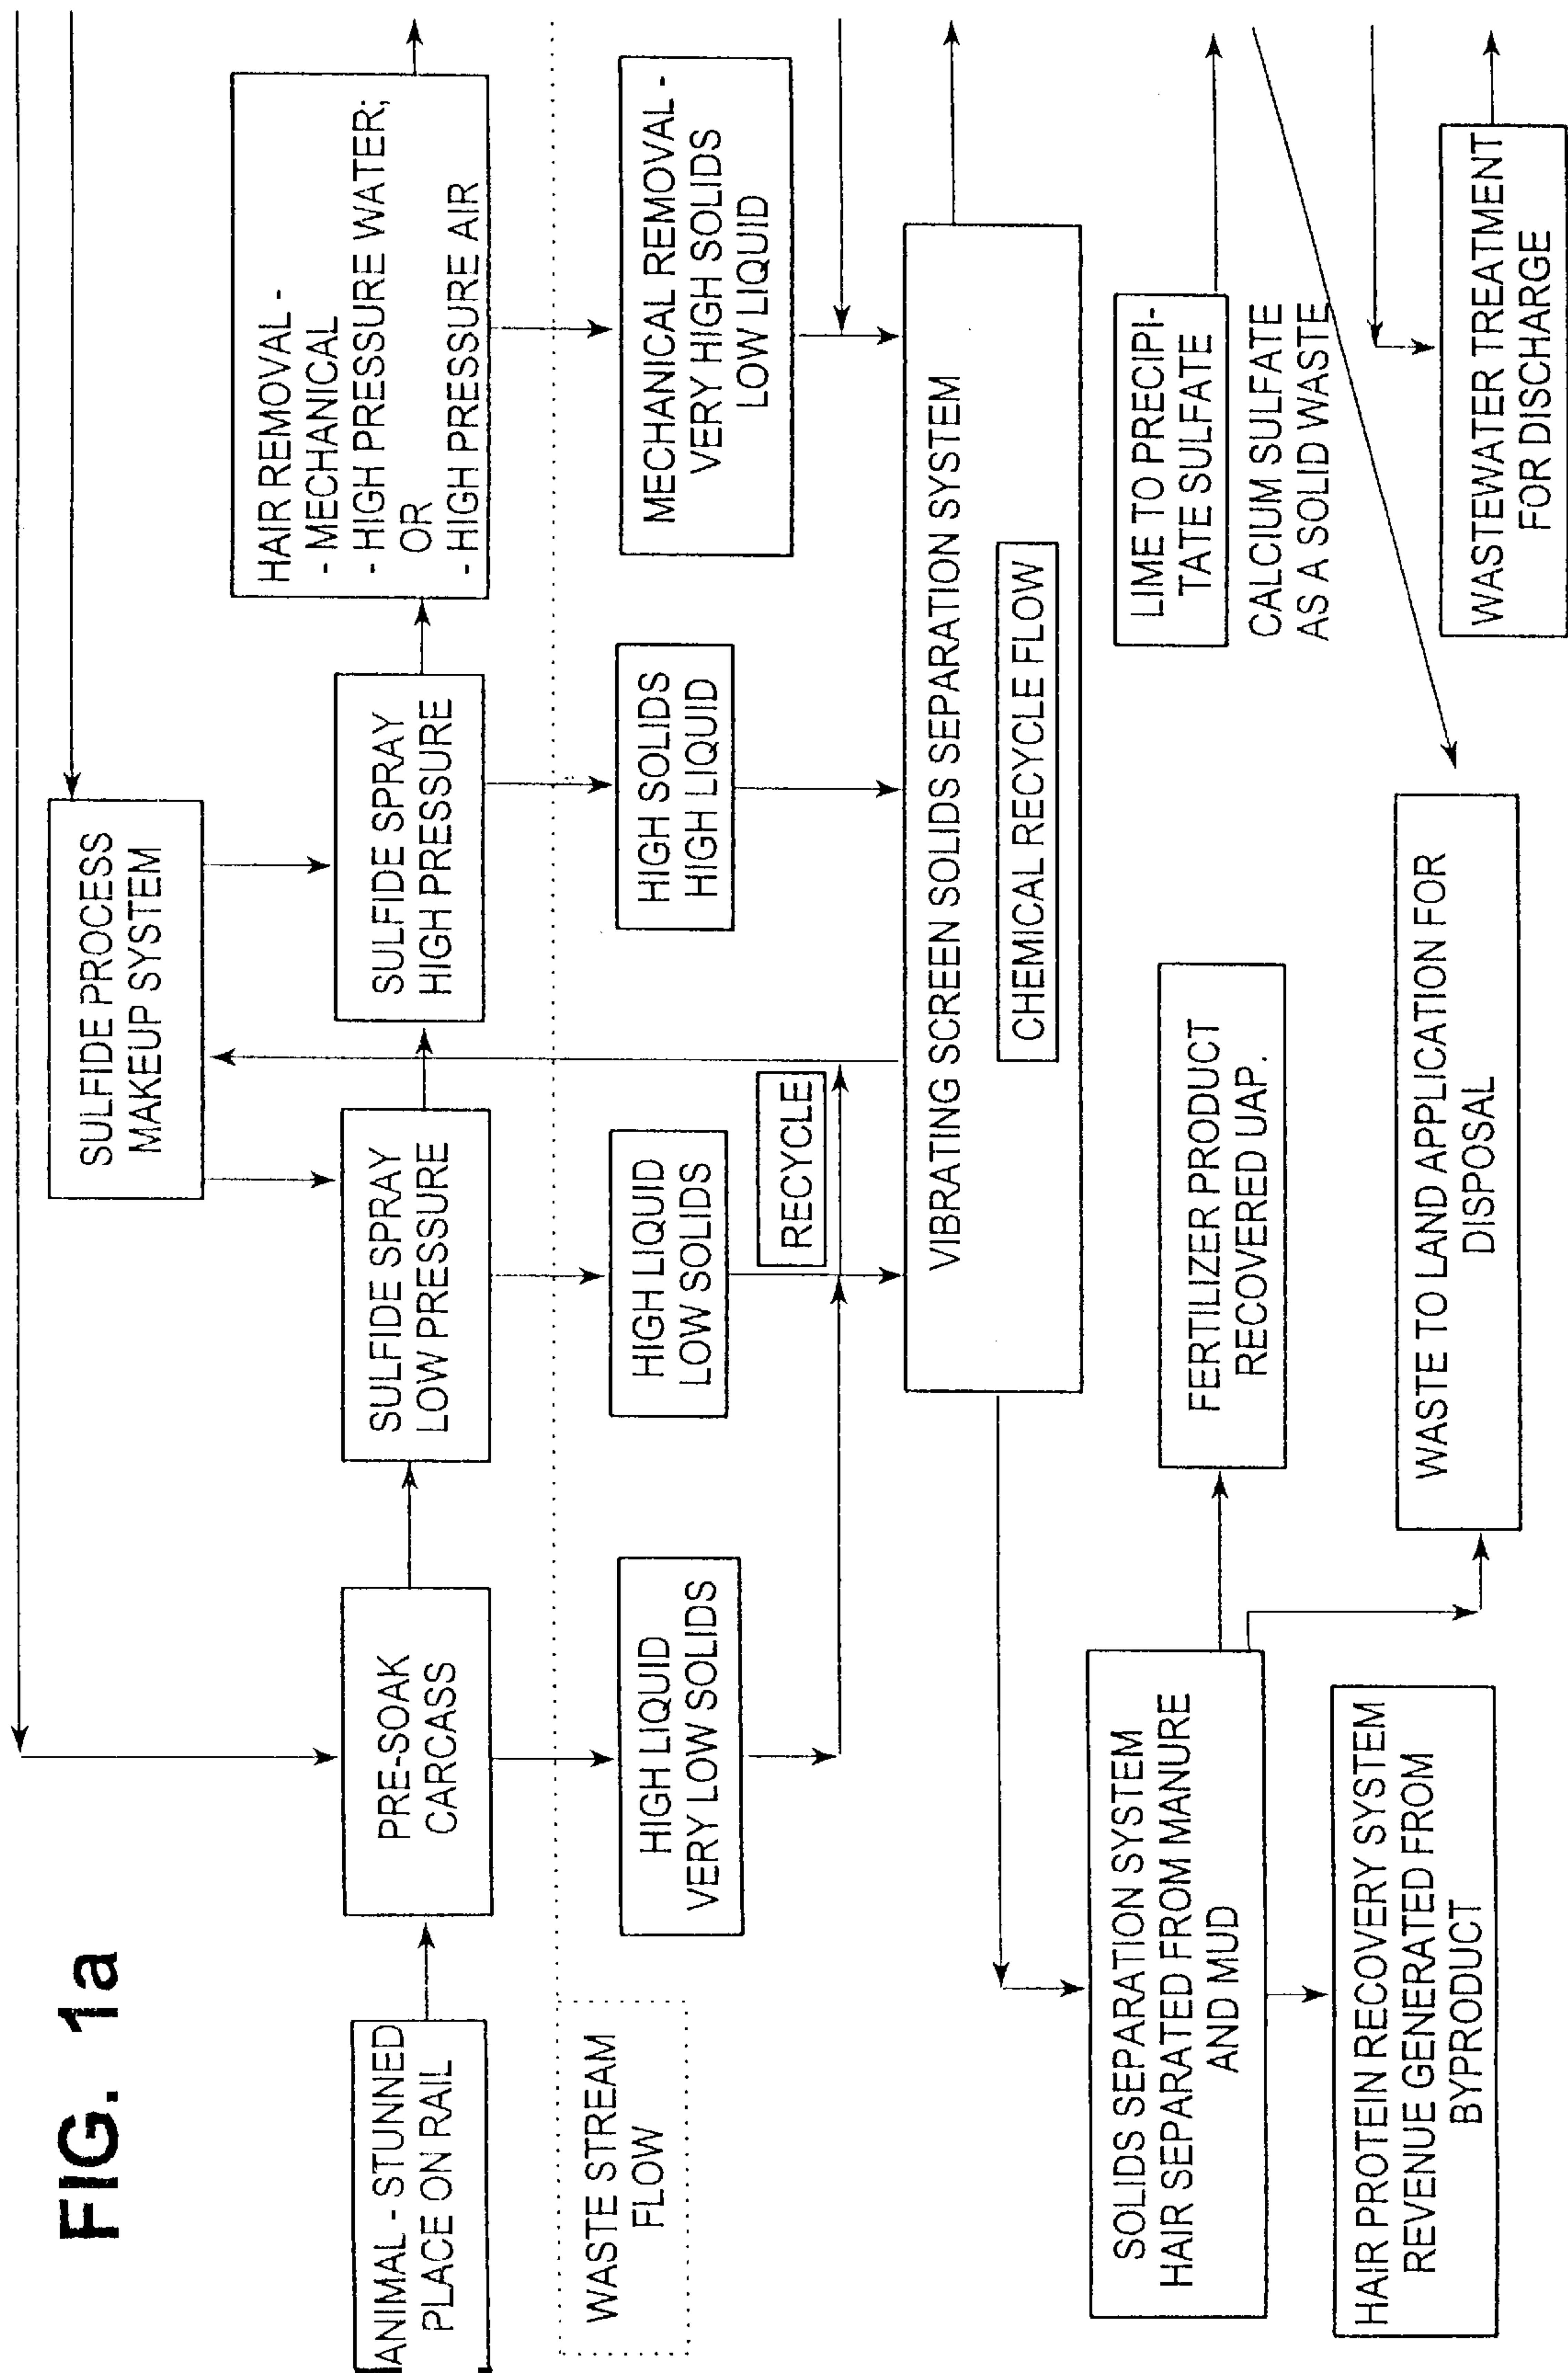 FIG. 1a
SULFIDE PROCESS
MAKEUP SYSTEM
ANIMAL - STUNNED
PLACE ON RAIL
PRE-SOAK
CARCASS
SULFIDE SPRAY
LOW PRESSURE
SULFIDE SPRAY
HIGH PRESSURE
HAIR REMOVAL -
- MECHANICAL
- HIGH PRESSURE WATER;
OR
- HIGH PRESSURE AIR
WASTE STREAM
FLOW
HIGH LIQUID
VERY LOW SOLIDS
HIGH LIQUID
LOW SOLIDS
HIGH SOLIDS
HIGH LIQUID
MECHANICAL REMOVAL -
VERY HIGH SOLIDS
LOW LIQUID
RECYCLE
VIBRATING SCREEN SOLIDS SEPARATION SYSTEM
CHEMICAL RECYCLE FLOW
SOLIDS SEPARATION SYSTEM
HAIR SEPARATED FROM MANURE
AND MUD
FERTILIZER PRODUCT
RECOVERED UAP.
LIME TO PRECIPI-
TATE SULFATE
CALCIUM SULFATE
AS A SOLID WASTE
HAIR PROTEIN RECOVERY SYSTEM
REVENUE GENERATED FROM
BYPRODUCT
WASTE TO LAND APPLICATION FOR
DISPOSAL
WASTEWATER TREATMENT
FOR DISCHARGE